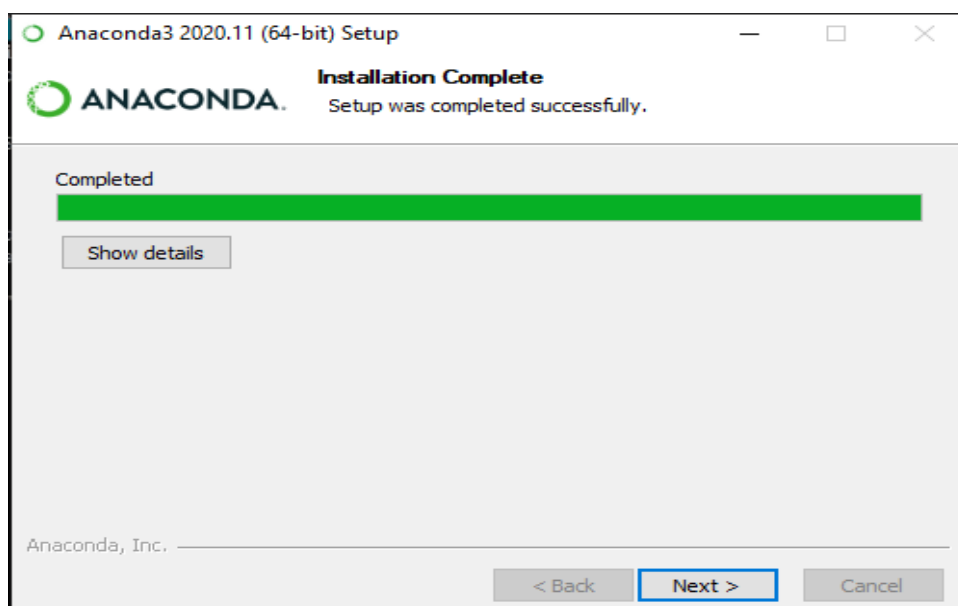 Anaconda3 2020.11 (64-bit) Setup
ANACONDA.
Installation Complete
Setup was completed successfully.
Completed
Show details
Anaconda, Inc.
< Back Next > Cancel